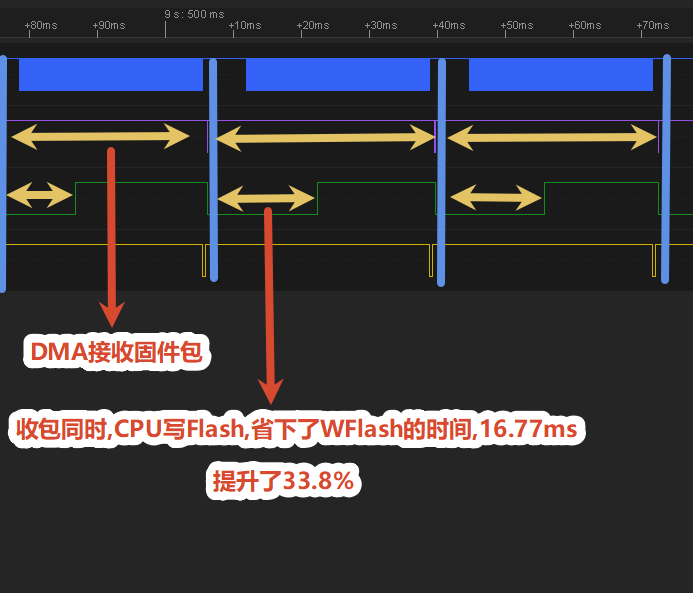 9 s : 500 ms
+80ms +90ms +10ms +20ms +30ms +40ms +50ms +60ms +70ms
DMA接收固件包
收包同时,CPU写Flash,省下了WFlash的时间,16.77ms
提升了33.8%